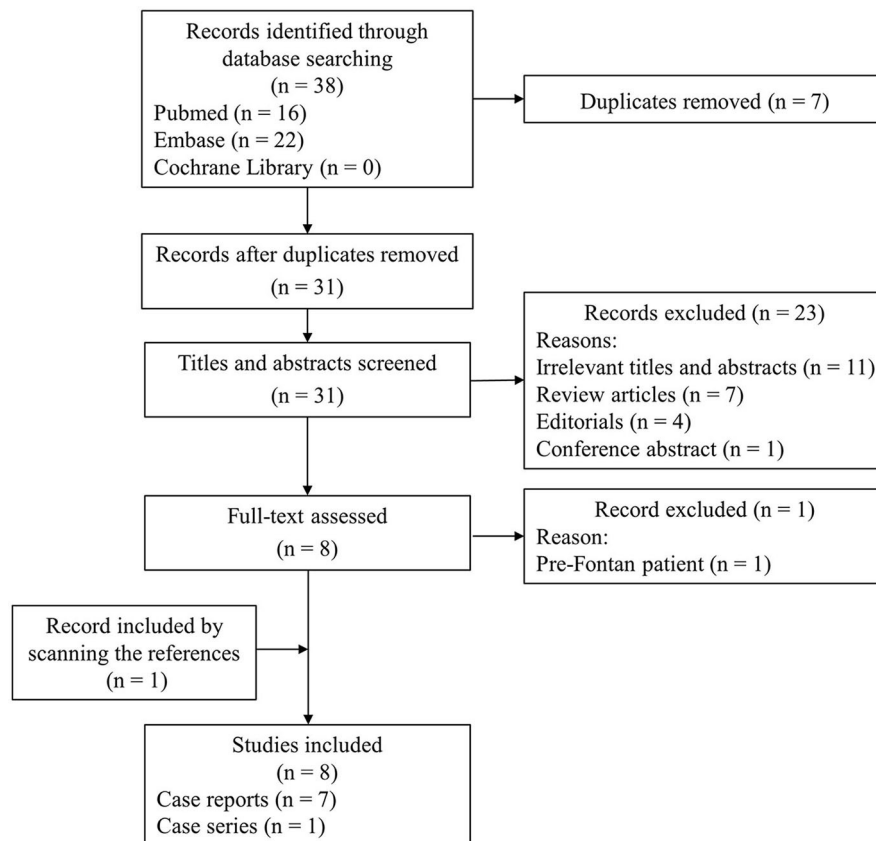 Records identified through
database searching
(n = 38)
Pubmed (n = 16)
Embase (n = 22)
Cochrane Library (n = 0)
Duplicates removed (n = 7)
Records after duplicates removed
(n = 31)
Titles and abstracts screened
(n = 31)
Records excluded (n = 23)
Reasons:
Irrelevant titles and abstracts (n = 11)
Review articles (n = 7)
Editorials (n = 4)
Conference abstract (n = 1)
Full-text assessed
(n = 8)
Record excluded (n = 1)
Reason:
Pre-Fontan patient (n = 1)
Record included by
scanning the references
(n = 1)
Studies included
(n = 8)
Case reports (n = 7)
Case series (n = 1)